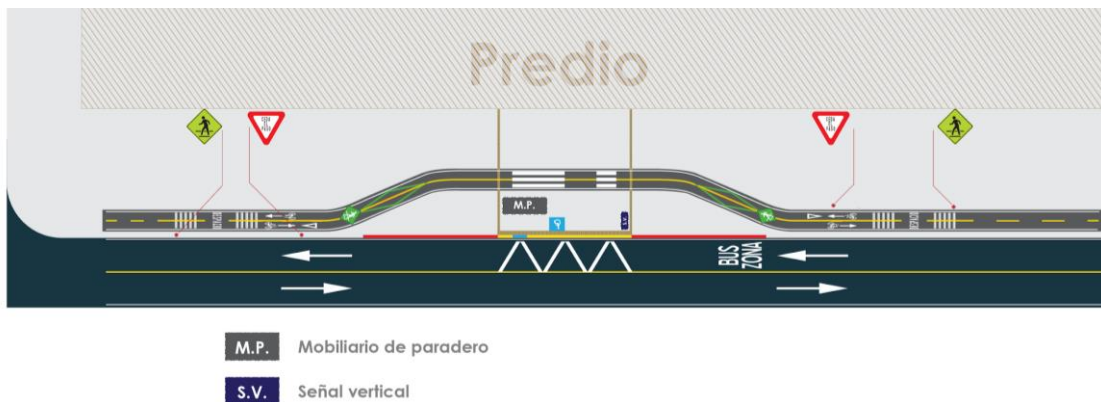 Predio
M.P.
S.V.
BUS
ZONA
M.P. Mobiliario de paradero
S.V. Señal vertical